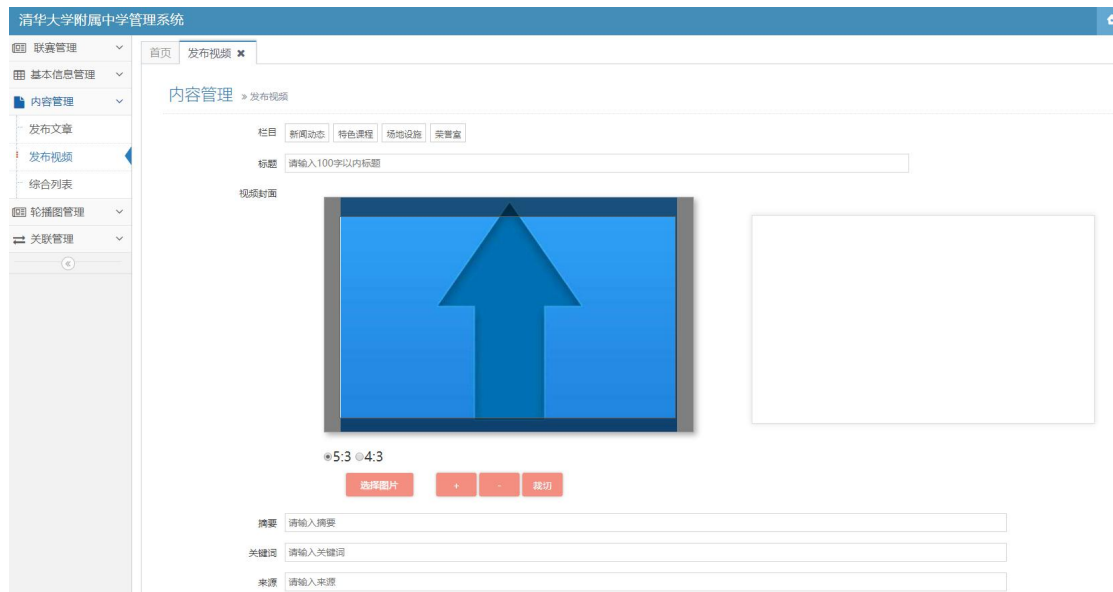 清华大学附属中学管理系统
联赛管理
基本信息管理
内容管理
发布文章
发布视频
综合列表
轮播图管理
关联管理
首页 发布视频 ✖
内容管理 » 发布视频
栏目 新闻动态 特色课程 场地设施 荣誉室
标题 请输入100字以内标题
视频封面
5:3 4:3
选择图片 + - 裁切
摘要 请输入摘要
关键词 请输入关键词
来源 请输入来源